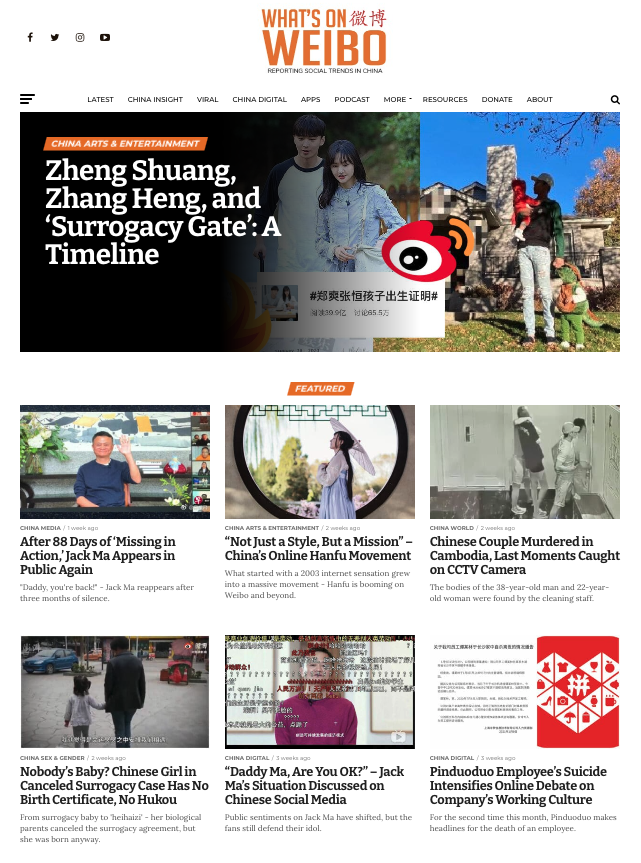 WHAT'S ON 微博
WEIBO
REPORTING SOCIAL TRENDS IN CHINA
LATEST CHINA INSIGHT VIRAL CHINA DIGITAL APPS PODCAST MORE RESOURCES DONATE ABOUT
CHINA ARTS & ENTERTAINMENT
Zheng Shuang,
Zhang Heng, and
‘Surrogacy Gate’: A
Timeline
#郑爽张恒孩子出生证明#
阅读39.9亿 讨论65.5万
FEATURED
CHINA MEDIA / 1 week ago
After 88 Days of ‘Missing in
Action,’ Jack Ma Appears in
Public Again
"Daddy, you're back!" - Jack Ma reappears after
three months of silence.
CHINA ARTS & ENTERTAINMENT / 2 weeks ago
“Not Just a Style, But a Mission” –
China’s Online Hanfu Movement
What started with a 2003 internet sensation grew
into a massive movement - Hanfu is booming on
Weibo and beyond.
CHINA WORLD / 2 weeks ago
Chinese Couple Murdered in
Cambodia, Last Moments Caught
on CCTV Camera
The bodies of the 38-year-old man and 22-year-
old woman were found by the cleaning staff.
CHINA SEX & GENDER / 2 weeks ago
Nobody’s Baby? Chinese Girl in
Canceled Surrogacy Case Has No
Birth Certificate, No Hukou
From surrogacy baby to 'heihaizi' - her biological
parents canceled the surrogacy agreement, but
she was born anyway.
CHINA DIGITAL / 3 weeks ago
“Daddy Ma, Are You OK?” – Jack
Ma’s Situation Discussed on
Chinese Social Media
Public sentiments on Jack Ma have shifted, but the
fans still defend their idol.
拼
CHINA DIGITAL / 3 weeks ago
Pinduoduo Employee’s Suicide
Intensifies Online Debate on
Company’s Working Culture
For the second time this month, Pinduoduo makes
headlines for the death of an employee.